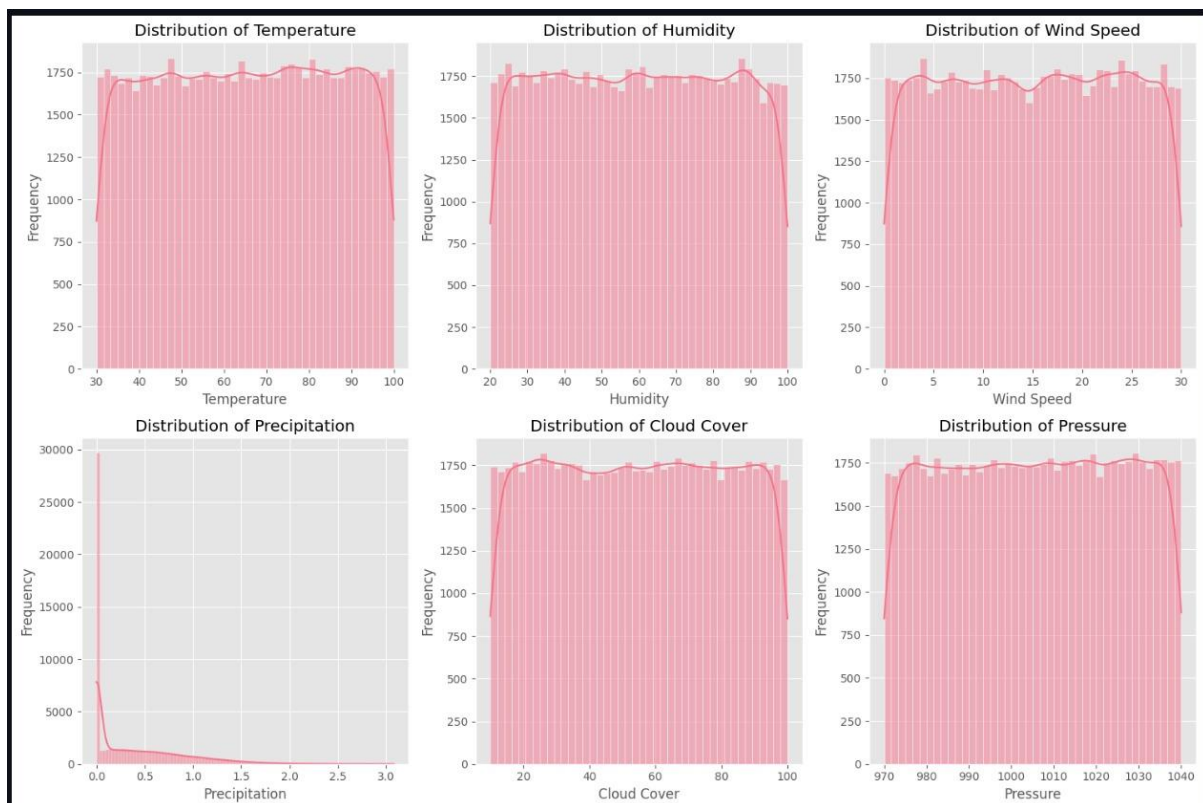 Distribution of Temperature
Frequency
1750
1500
1250
1000
750
500
250
0
30 40 50 60 70 80 90 100
Temperature
Distribution of Humidity
Frequency
1750
1500
1250
1000
750
500
250
0
20 30 40 50 60 70 80 90 100
Humidity
Distribution of Wind Speed
Frequency
1750
1500
1250
1000
750
500
250
0
0 5 10 15 20 25 30
Wind Speed
Distribution of Precipitation
Frequency
30000
25000
20000
15000
10000
5000
0
0.0 0.5 1.0 1.5 2.0 2.5 3.0
Precipitation
Distribution of Cloud Cover
Frequency
1750
1500
1250
1000
750
500
250
0
20 40 60 80 100
Cloud Cover
Distribution of Pressure
Frequency
1750
1500
1250
1000
750
500
250
0
970 980 990 1000 1010 1020 1030 1040
Pressure